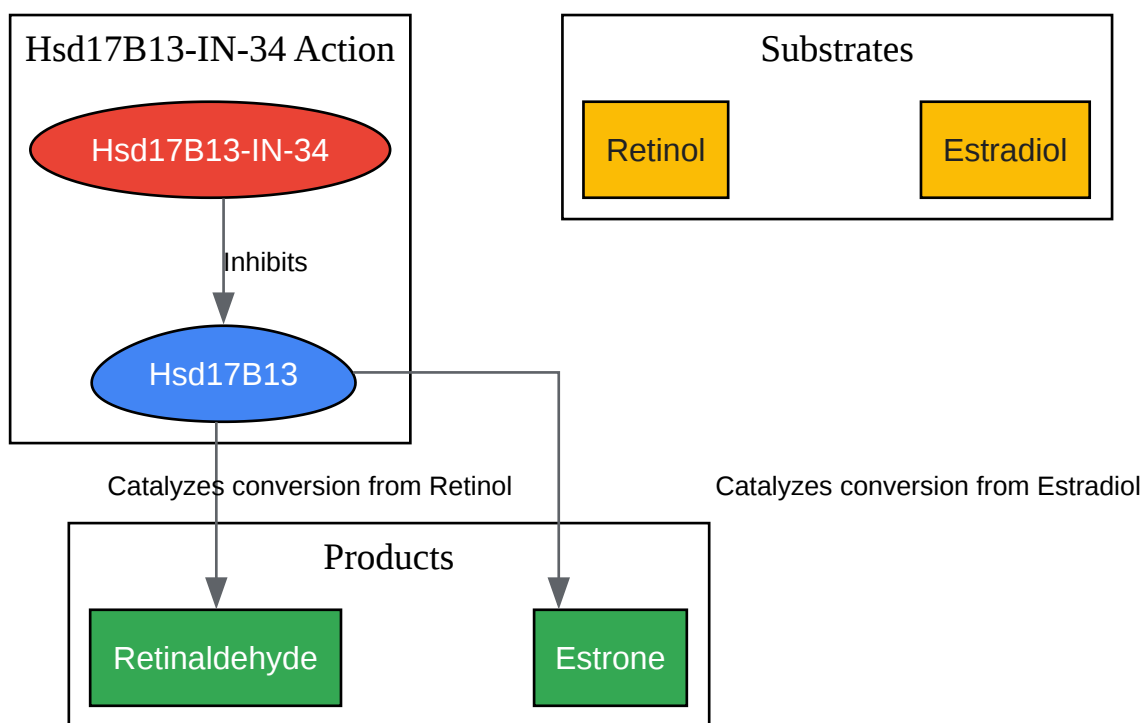 Hsd17B13-IN-34 Action
Substrates
Hsd17B13-IN-34
Retinol
Estradiol
Inhibits
Hsd17B13
Catalyzes conversion from Retinol
Catalyzes conversion from Estradiol
Products
Retinaldehyde
Estrone